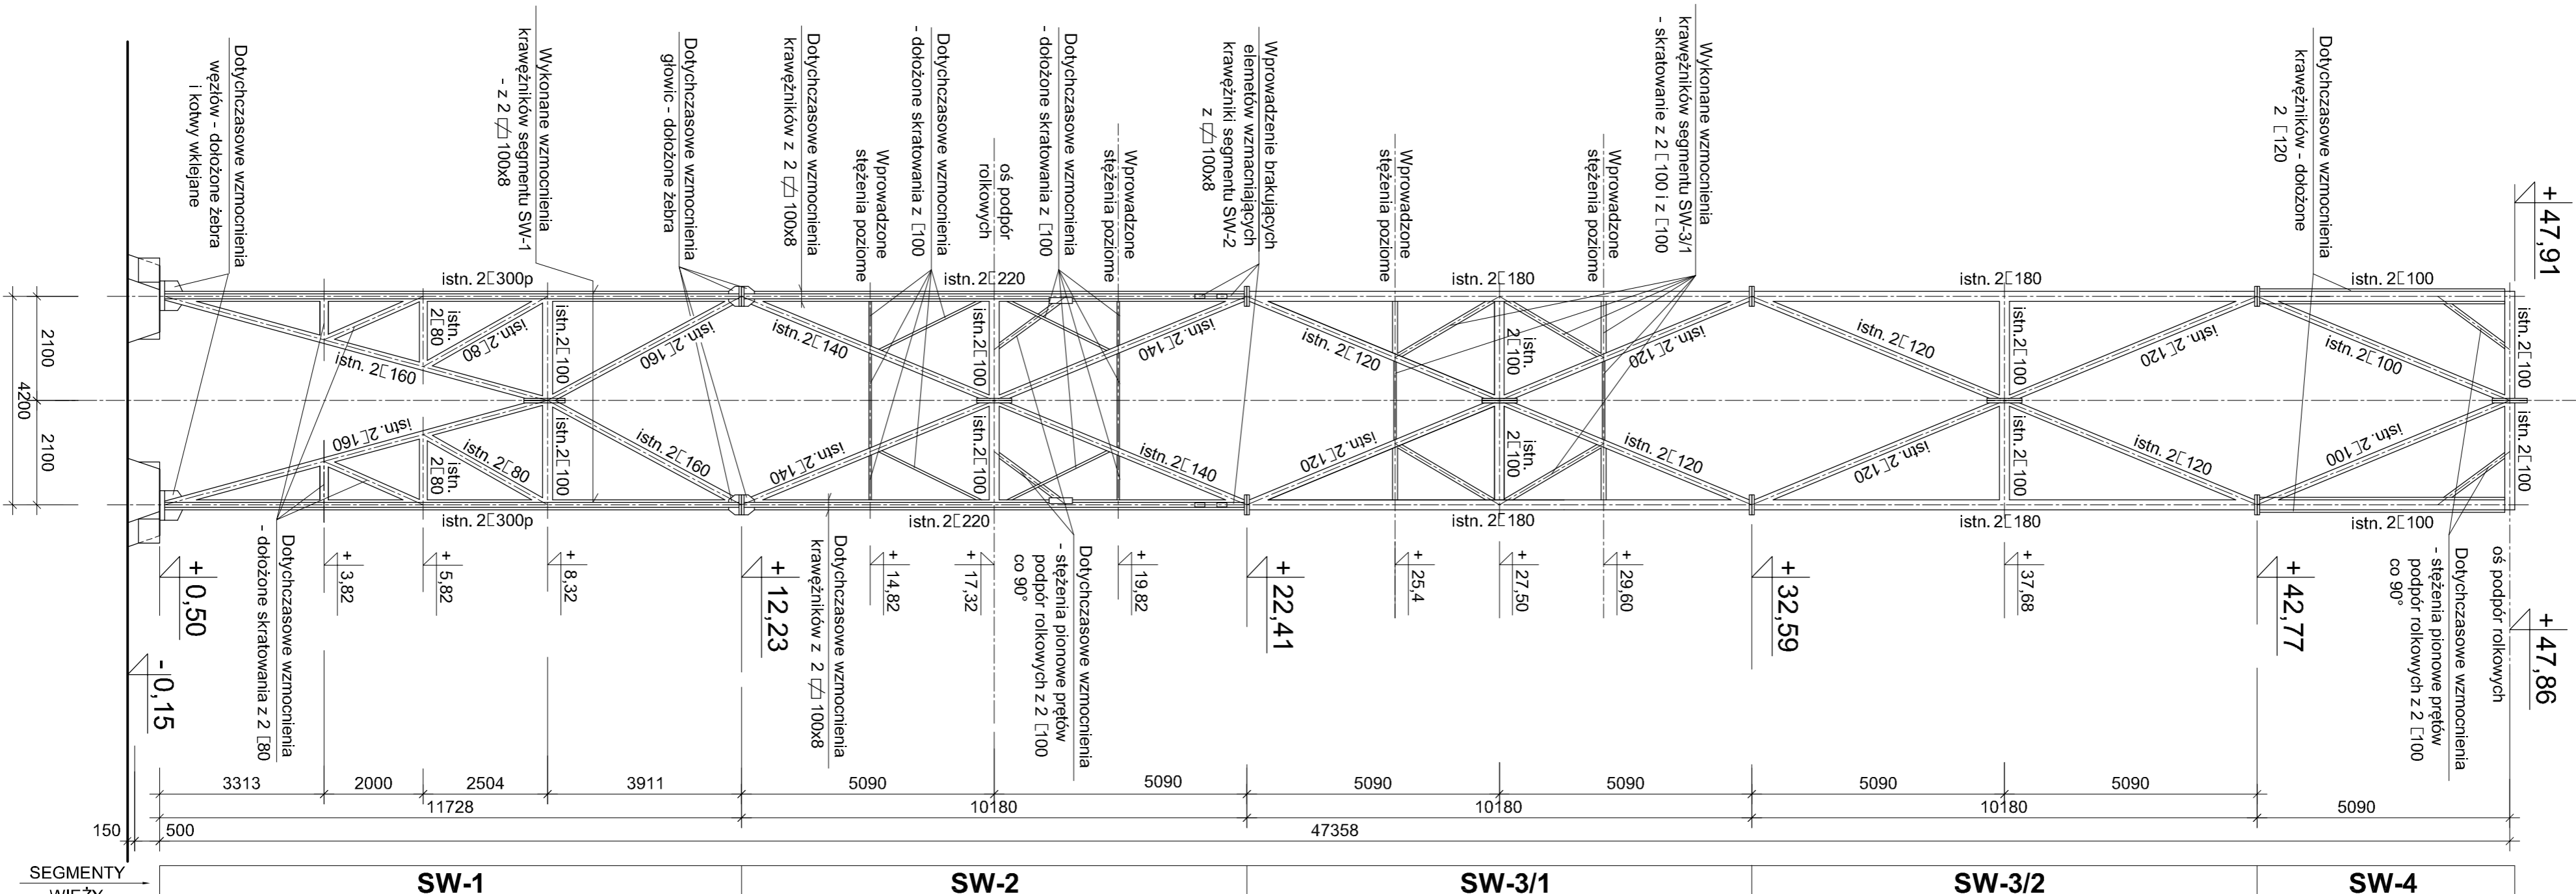 Dotychczasowe wzmocnienia
węzłów - dołożone żebra
i kotwy wklejane
Wykonane wzmocnienia
krawężników segmentu SW-1
- z 2 100x8
Dotychczasowe wzmocnienia
głowic - dołożone żebra
Dotychczasowe wzmocnienia
krawężników z 2 100x8
Wprowadzone
stężenia poziome
Dotychczasowe wzmocnienia
- dołożone skratowania z [100
oś podpór
rolkowych
Dotychczasowe wzmocnienia
- dołożone skratowania z [100
Wprowadzone
stężenia poziome
Wprowadzenie brakujących
elemetów wzmacniających
krawężniki segmentu SW-2
z 100x8
Wprowadzone
stężenia poziome
Wykonane wzmocnienia
krawężników segmentu SW-3/1
- skratowanie z 2 [100 i z [100
Wprowadzone
stężenia poziome
Dotychczasowe wzmocnienia
krawężników - dołożone
2 [120
+ 47,91
istn. 2[300p
istn. 2[220
istn. 2[180
istn. 2[180
istn. 2[100
istn. 2[80
istn. 2[80
istn. 2[100
istn. 2[160
istn. 2[160
istn. 2[140
istn. 2[100
istn. 2[140
istn. 2[120
istn. 2[100
istn. 2[120
istn. 2[120
istn. 2[100
istn. 2[120
istn. 2[100
istn. 2[100
2100
4200
2100
istn. 2[160
istn. 2[80
istn. 2[80
istn. 2[100
istn. 2[160
istn. 2[140
istn. 2[100
istn. 2[140
istn. 2[120
istn. 2[100
istn. 2[120
istn. 2[120
istn. 2[100
istn. 2[120
istn. 2[100
istn. 2[100
istn. 2[300p
istn. 2[220
istn. 2[180
istn. 2[180
istn. 2[100
+ 0,50
-0,15
Dotychczasowe wzmocnienia
- dołożone skratowania z 2 [80
+ 3,82
+ 5,82
+ 8,32
+ 12,23
Dotychczasowe wzmocnienia
krawężników z 2 100x8
+ 14,82
+ 17,32
Dotychczasowe wzmocnienia
- stężenia pionowe prętów
podpór rolkowych z 2 [100
co 90°
+ 19,82
+ 22,41
+ 25,4
+ 27,50
+ 29,60
+ 32,59
+ 37,68
+ 42,77
Dotychczasowe wzmocnienia
- stężenia pionowe prętów
podpór rolkowych z 2 [100
co 90°
oś podpór rolkowych
+ 47,86
3313 2000 2504 3911 5090 5090 5090 5090 5090 5090 5090
11728 10180 10180 10180
150 500 47358
SEGMENTY
WIEŻY
SW-1 SW-2 SW-3/1 SW-3/2 SW-4